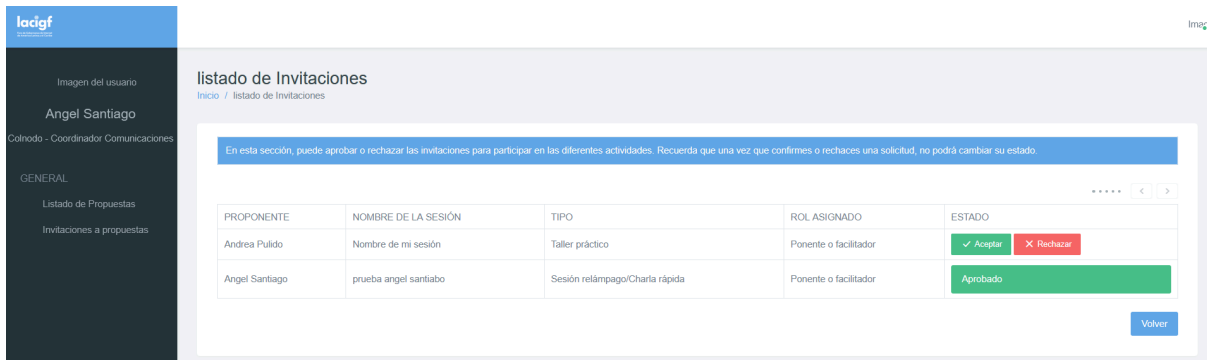 lacigf
Imag
Imagen del usuario
Angel Santiago
Colnodo - Coordinador Comunicaciones
GENERAL
Listado de Propuestas
Invitaciones a propuestas
listado de Invitaciones
Inicio / listado de Invitaciones
En esta sección, puede aprobar o rechazar las invitaciones para participar en las diferentes actividades. Recuerda que una vez que confirmes o rechaces una solicitud, no podrá cambiar su estado.
PROPONENTE NOMBRE DE LA SESIÓN TIPO ROL ASIGNADO ESTADO
Andrea Pulido Nombre de mi sesión Taller práctico Ponente o facilitador Aceptar Rechazar
Angel Santiago prueba angel santiabo Sesión relámpago/Charla rápida Ponente o facilitador Aprobado
Volver